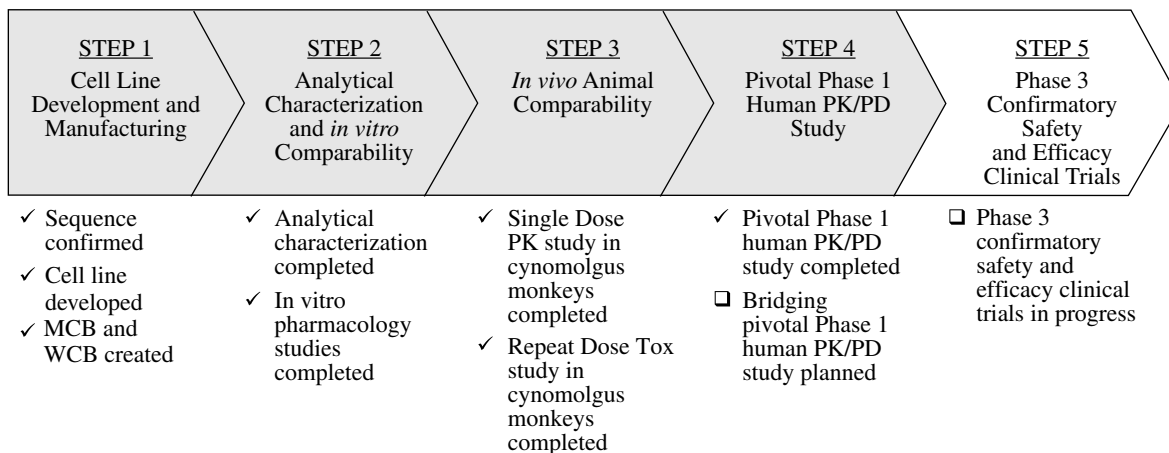 STEP 1
Cell Line
Development and
Manufacturing
STEP 2
Analytical
Characterization
and in vitro
Comparability
STEP 3
In vivo Animal
Comparability
STEP 4
Pivotal Phase 1
Human PK/PD
Study
STEP 5
Phase 3
Confirmatory
Safety
and Efficacy
Clinical Trials
✓ Sequence
confirmed
✓ Cell line
developed
✓ MCB and
WCB created
✓ Analytical
characterization
completed
✓ In vitro
pharmacology
studies
completed
✓ Single Dose
PK study in
cynomolgus
monkeys
completed
✓ Repeat Dose Tox
study in
cynomolgus
monkeys
completed
✓ Pivotal Phase 1
human PK/PD
study completed
❑ Bridging
pivotal Phase 1
human PK/PD
study planned
❑ Phase 3
confirmatory
safety and
efficacy clinical
trials in progress